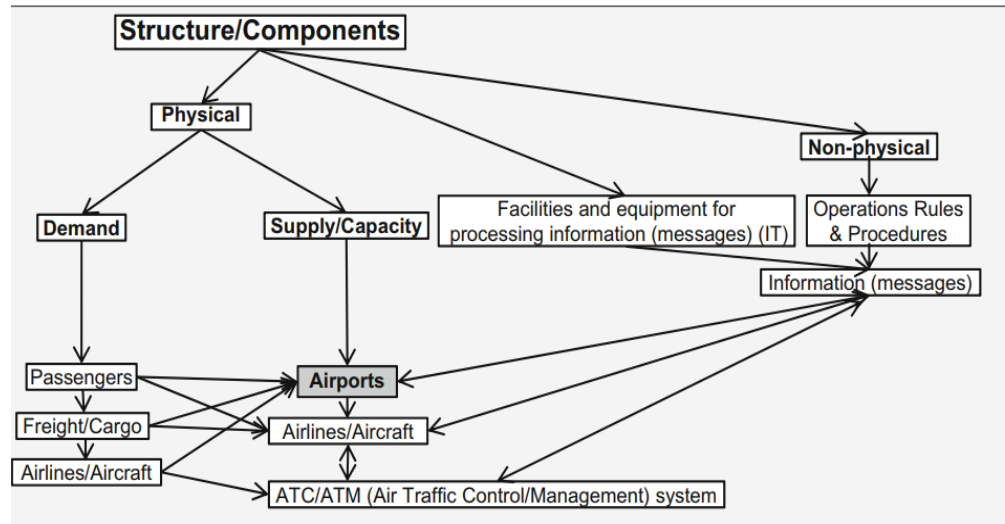 Structure/Components
Physical
Non-physical
Demand
Supply/Capacity
Facilities and equipment for
processing information (messages) (IT)
Operations Rules
& Procedures
Information (messages)
Passengers
Airports
Freight/Cargo
Airlines/Aircraft
Airlines/Aircraft
ATC/ATM (Air Traffic Control/Management) system